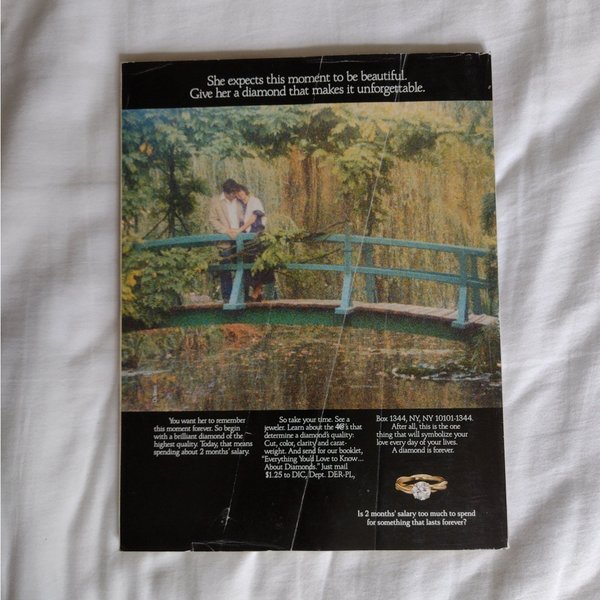 She expects this moment to be beautiful.
Give her a diamond that makes it unforgettable.
You want her to remember
this moment forever. So begin
with a brilliant diamond of the
highest quality. Today, that means
spending about 2 months' salary.
So take your time. See a
jeweler. Learn about the 4C's that
determine a diamond's quality:
Cut, color, clarity and carat-
weight. And send for our booklet,
"Everything You'd Love to Know...
About Diamonds." Just mail
$1.25 to DIC, Dept. DER-PL,
Box 1344, NY, NY 10101-1344.
After all, this is the one
thing that will symbolize your
love every day of your lives.
A diamond is forever.
Is 2 months' salary too much to spend
for something that lasts forever?